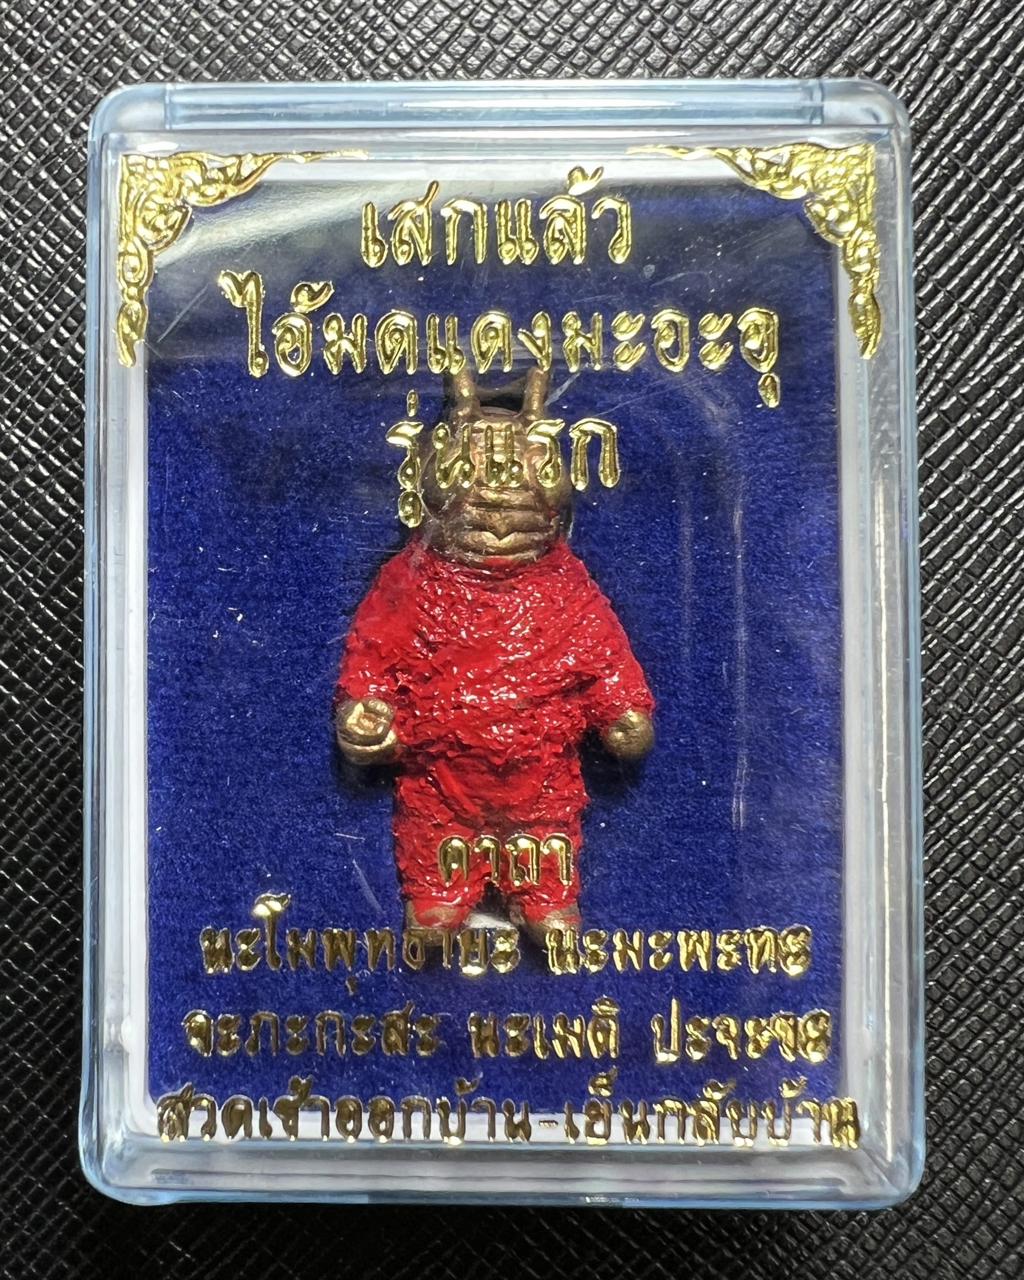 เสกแล้ว
ไอ้มดแดงมะอะอุ
รุ่นแรก
คาถา
นะโมพุทธายะ นะมะพะทะ
จะภะกะสะ นะเมติ ปะจะขะ
สวดเช้าออกบ้าน-เย็นกลับบ้าน